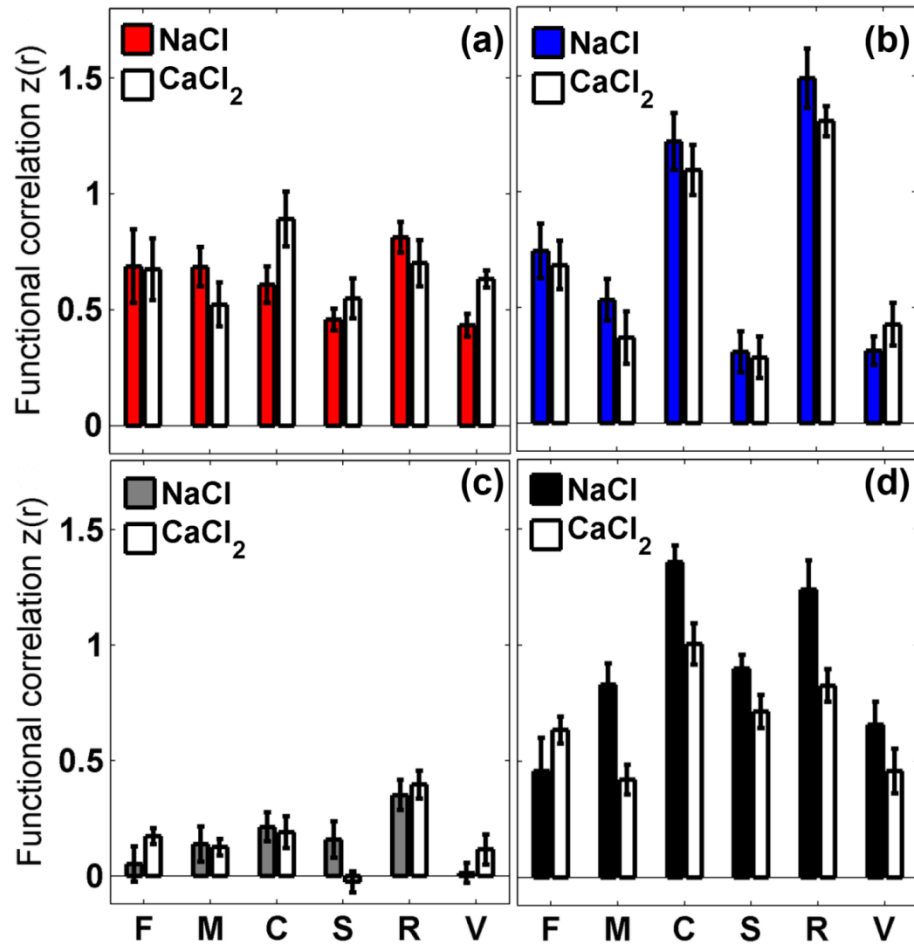 Functional correlation z(r)
1.5
1
0.5
0
NaCl
CaCl₂
(a)
NaCl
CaCl₂
(b)
Functional correlation z(r)
1.5
1
0.5
0
NaCl
CaCl₂
(c)
NaCl
CaCl₂
(d)
F M C S R V
F M C S R V